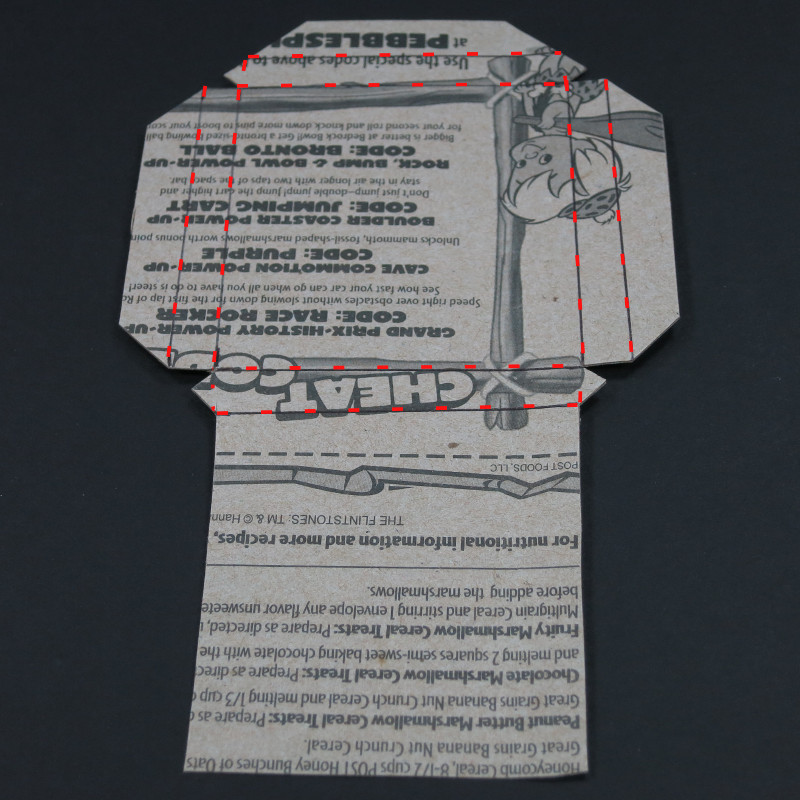 Honeycomb Cereal, 8-1/2 cups POST Honey Bunches of Oats
Great Grains Banana Nut Crunch Cereal.
Peanut Butter Marshmallow Cereal Treats: Prepare as
Great Grains Banana Nut Crunch Cereal and melting 1/3 cup
Chocolate Marshmallow Cereal Treats: Prepare as direc
and melting 2 squares semi-sweet baking chocolate with the
Fruity Marshmallow Cereal Treats: Prepare as directed,
Multigrain Cereal and stirring 1 envelope any flavor unsweete
before adding the marshmallows.
For nutritional information and more recipes,
THE FLINTSTONES: TM & © Hann
POST FOODS, LLC
CHEAT COD
GRAND PRIX-HISTORY POWER-UP
CODE: RACE ROCKER
Speed right over obstacles without slowing down for the first lap of Ro
See how fast your car can go when all you have to do is steer!
CAVE COMMOTION POWER-UP
CODE: PURPLE
Unlocks mammoth, fossil-shaped marshmallows worth bonus poin
BOULDER COASTER POWER-UP
CODE: JUMPING CART
Don't just jump—double jump! Jump the cart higher and
stay in the air longer with two taps of the space bar.
ROCK, BUMP & BOWL POWER-UP
CODE: BRONTO BALL
Bigger is better at Bedrock Bowl! Get a bronto-sized bowling ball
for your second roll and knock down more pins to boost your sco
Use the special codes above to
at PEBBLESPL